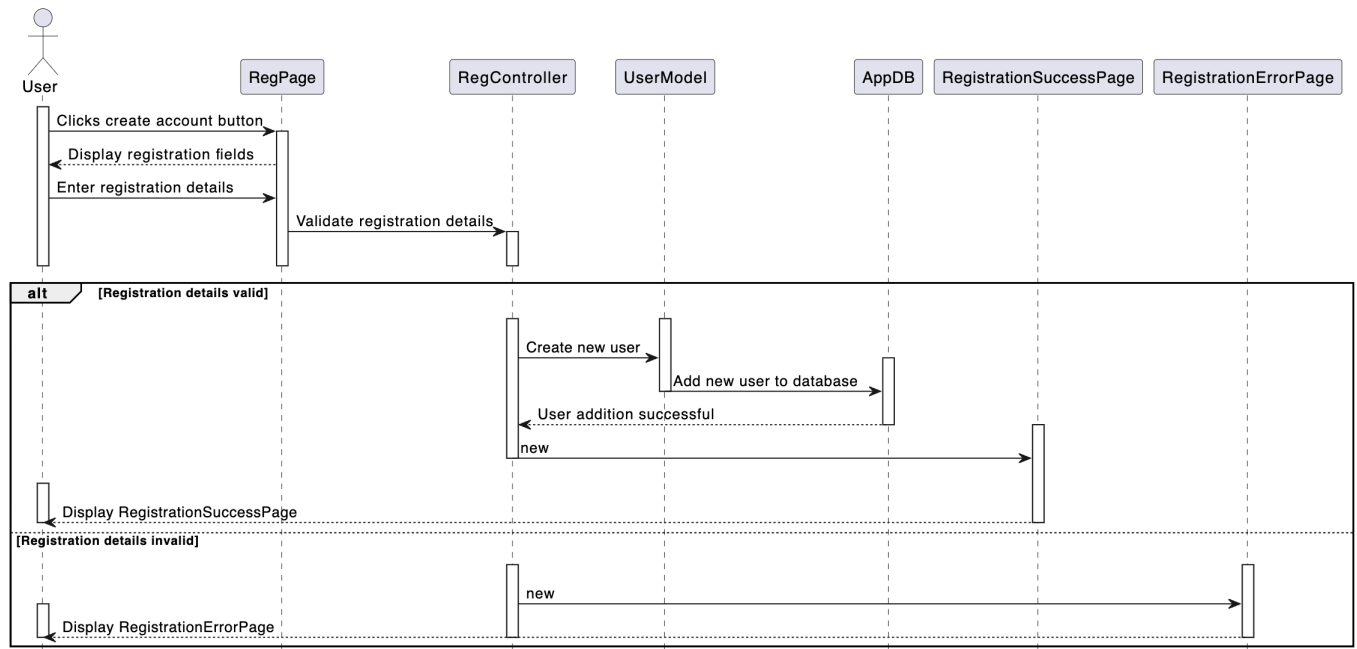 User
RegPage
RegController
UserModel
AppDB
RegistrationSuccessPage
RegistrationErrorPage
Clicks create account button
Display registration fields
Enter registration details
Validate registration details
alt
[Registration details valid]
Create new user
Add new user to database
User addition successful
new
Display RegistrationSuccessPage
[Registration details invalid]
new
Display RegistrationErrorPage